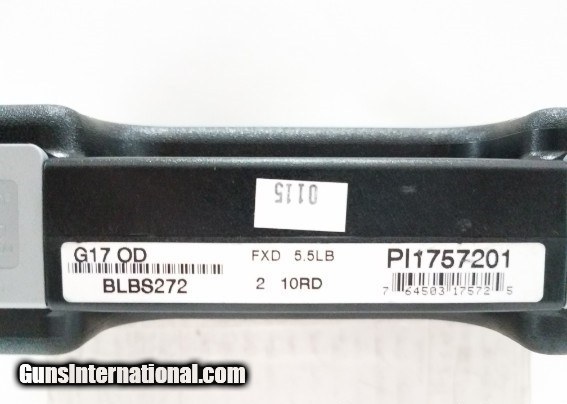 0115
G17 OD
FXD 5.5LB
PI1757201
BLBS272
2 10RD
7 64503 17572 5
GunsInternational.com